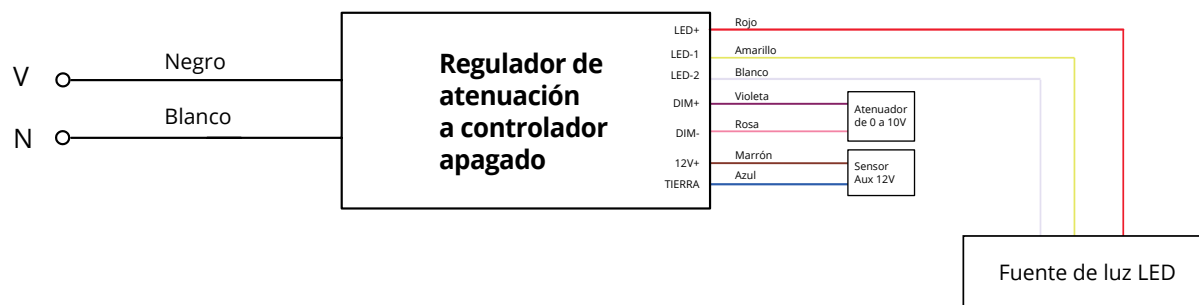 V
Negro
N
Blanco
Regulador de
atenuación
a controlador
apagado
LED+
Rojo
LED-1
Amarillo
LED-2
Blanco
DIM+
Violeta
DIM-
Rosa
12V+
Marrón
TIERRA
Azul
Atenuador
de 0 a 10V
Sensor
Aux 12V
Fuente de luz LED